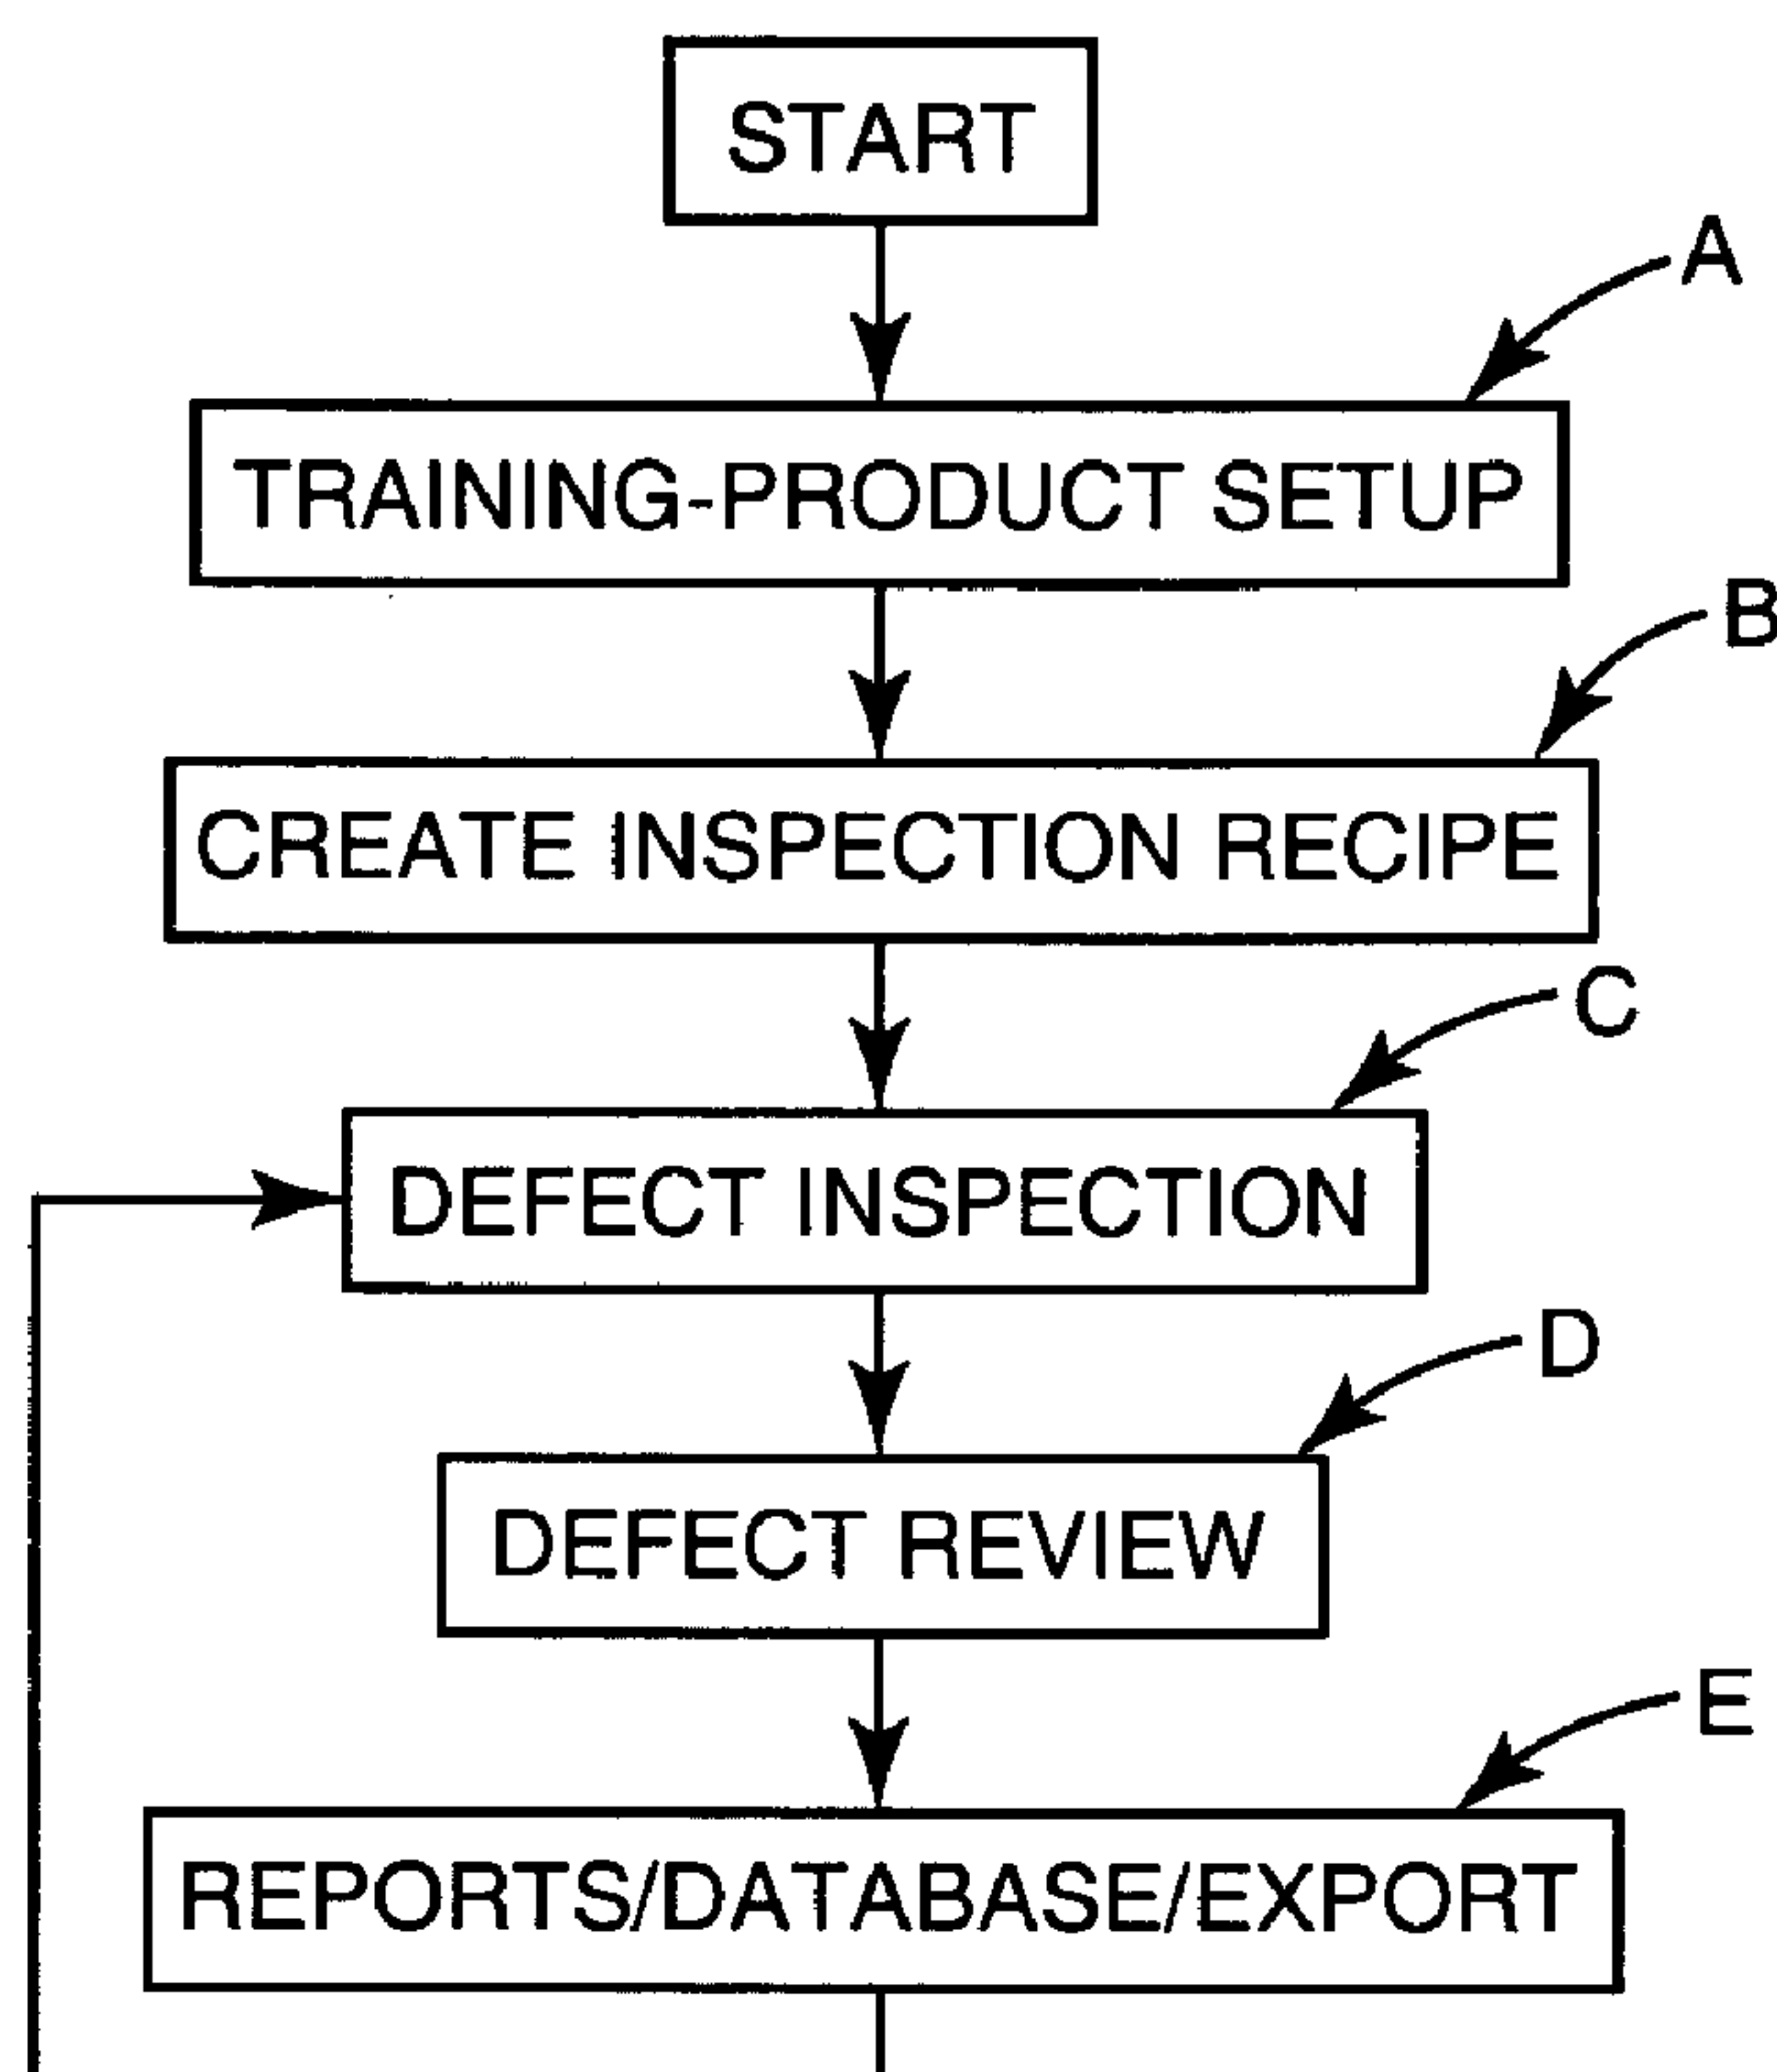 START
A
TRAINING-PRODUCT SETUP
B
CREATE INSPECTION RECIPE
C
DEFECT INSPECTION
D
DEFECT REVIEW
E
REPORTS/DATABASE/EXPORT